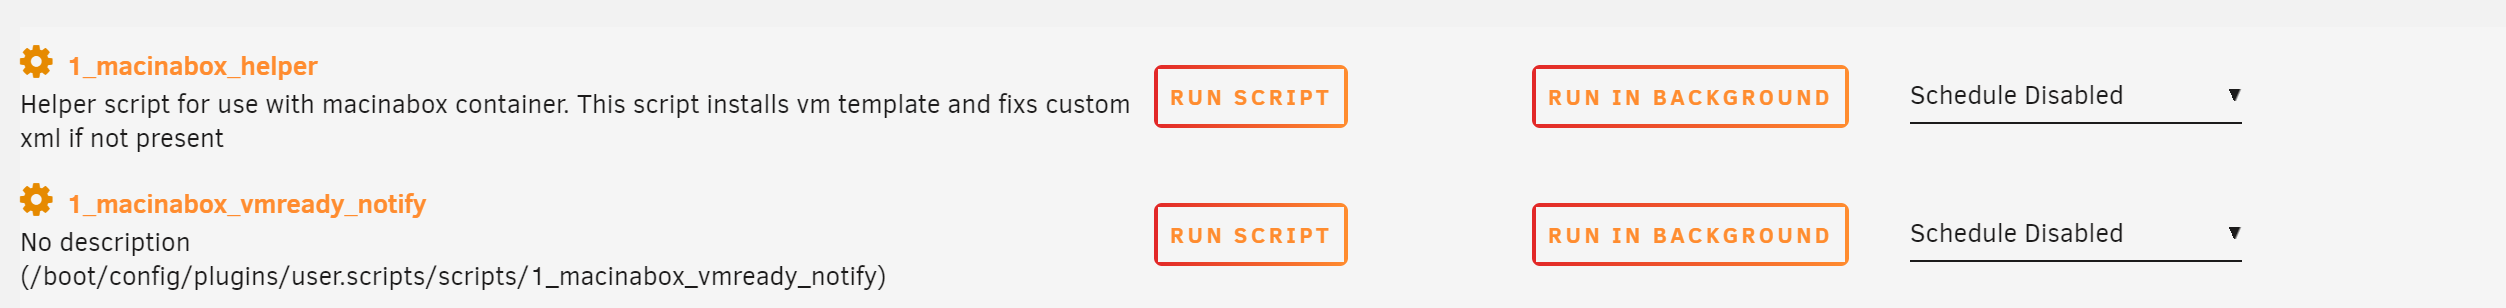 1_macinabox_helper
Helper script for use with macinabox container. This script installs vm template and fixs custom
xml if not present
RUN SCRIPT
RUN IN BACKGROUND
Schedule Disabled
1_macinabox_vmready_notify
No description
(/boot/config/plugins/user.scripts/scripts/1_macinabox_vmready_notify)
RUN SCRIPT
RUN IN BACKGROUND
Schedule Disabled